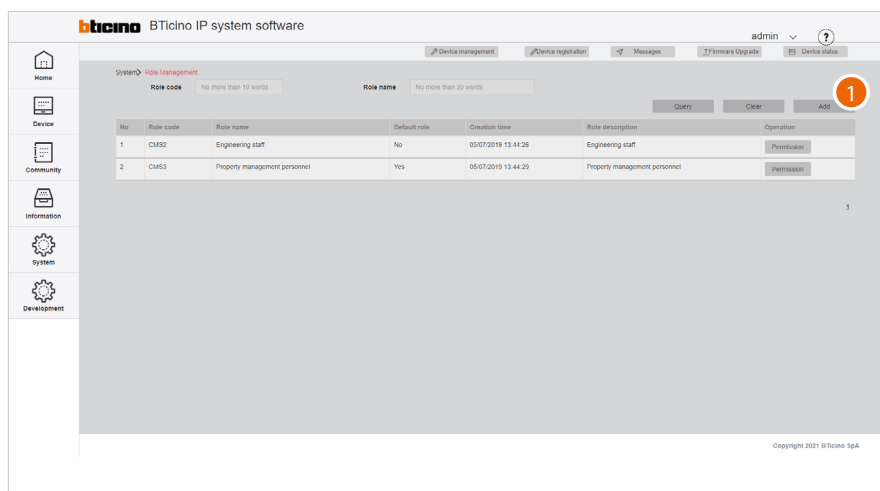 bticino BTicino IP system software
admin ?
Device management Device registration Messages Firmware Upgrade Device status
Home
System> Role Management
Role code No more than 10 words Role name No more than 20 words
1
Query Clear Add
Device
No Role code Role name Default role Creation time Role description Operation
1 CMS2 Engineering staff No 05/07/2019 13:44:26 Engineering staff Permission
2 CMS3 Property management personnel Yes 05/07/2019 13:44:29 Property management personnel Permission
Community
1
Information
System
Development
Copyright 2021 BTicino SpA